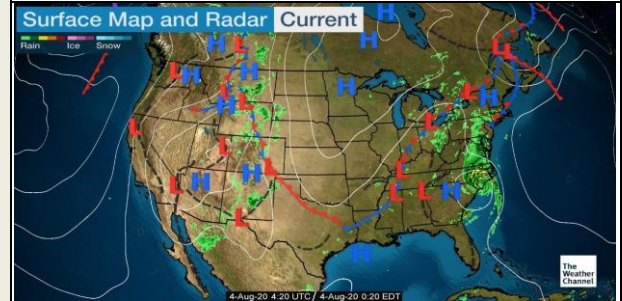 Surface Map and Radar Current
Rain Ice Snow
H L H
L H H
L H L H
L
L L
H
L H
L
L H L H
L L L H
L
H
The
Weather
Channel
4-Aug-20 4:20 UTC / 4-Aug-20 0:20 EDT